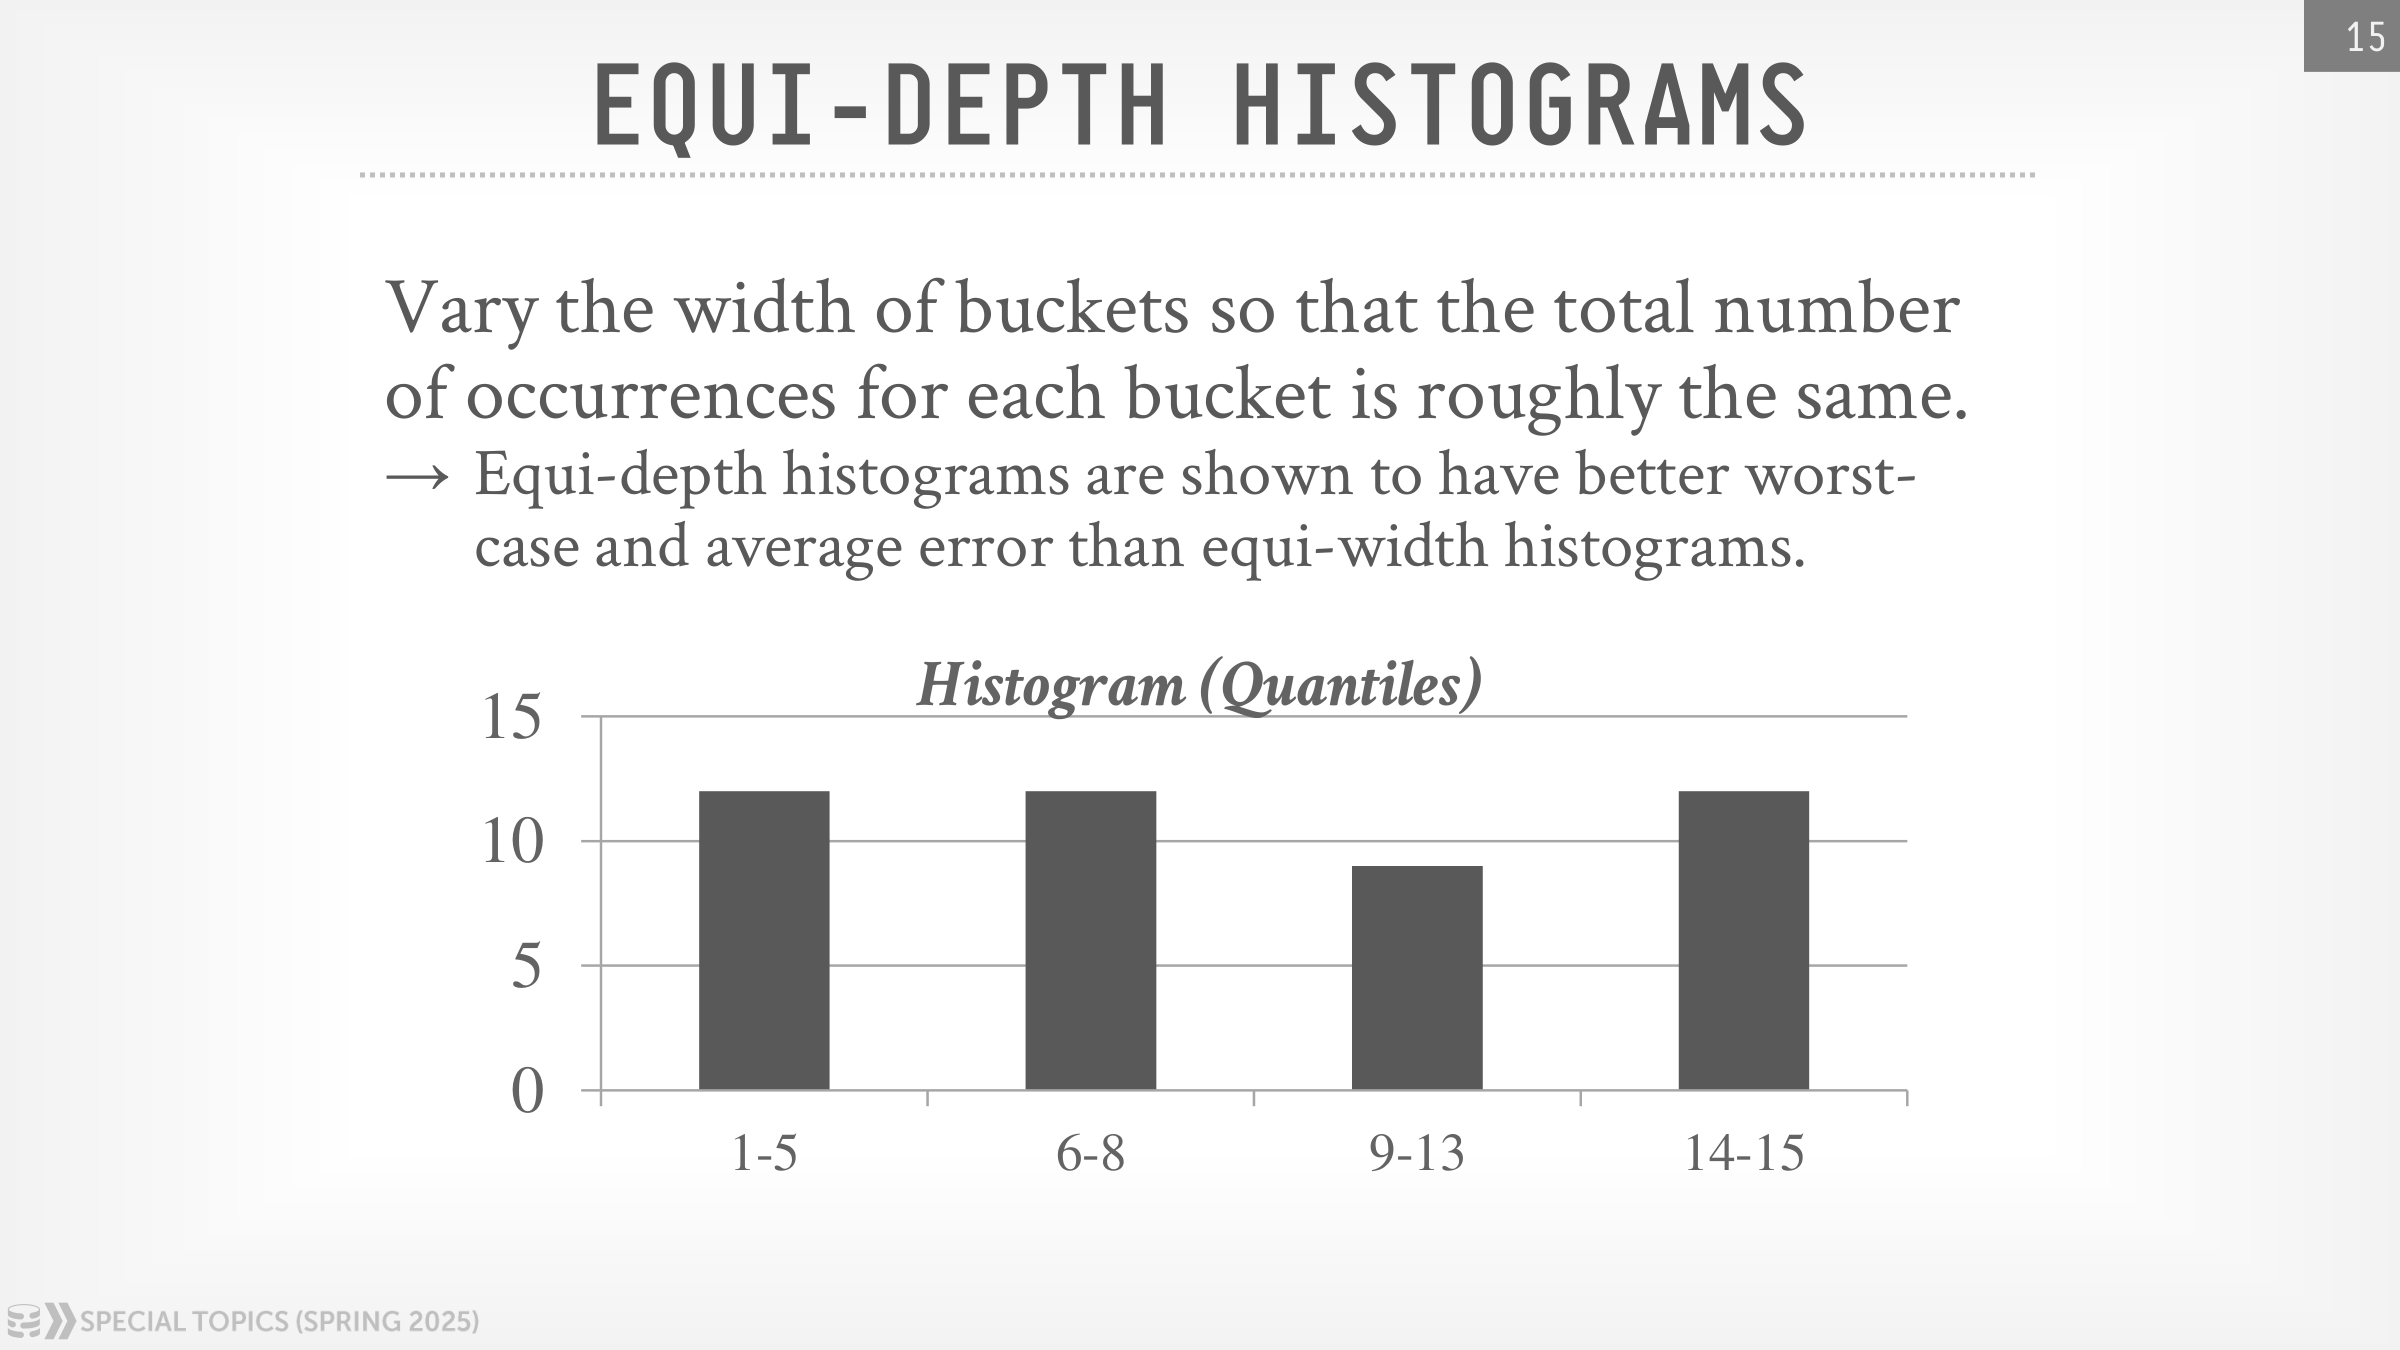 15
EQUI-DEPTH HISTOGRAMS
Vary the width of buckets so that the total number
of occurrences for each bucket is roughly the same.
→ Equi-depth histograms are shown to have better worst-
case and average error than equi-width histograms.
Histogram (Quantiles)
15
10
5
0
1-5 6-8 9-13 14-15
SPECIAL TOPICS (SPRING 2025)